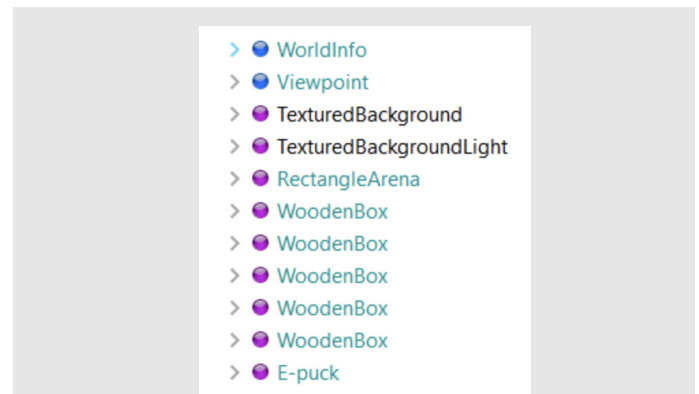 WorldInfo
Viewpoint
TexturedBackground
TexturedBackgroundLight
RectangleArena
WoodenBox
WoodenBox
WoodenBox
WoodenBox
WoodenBox
E-puck